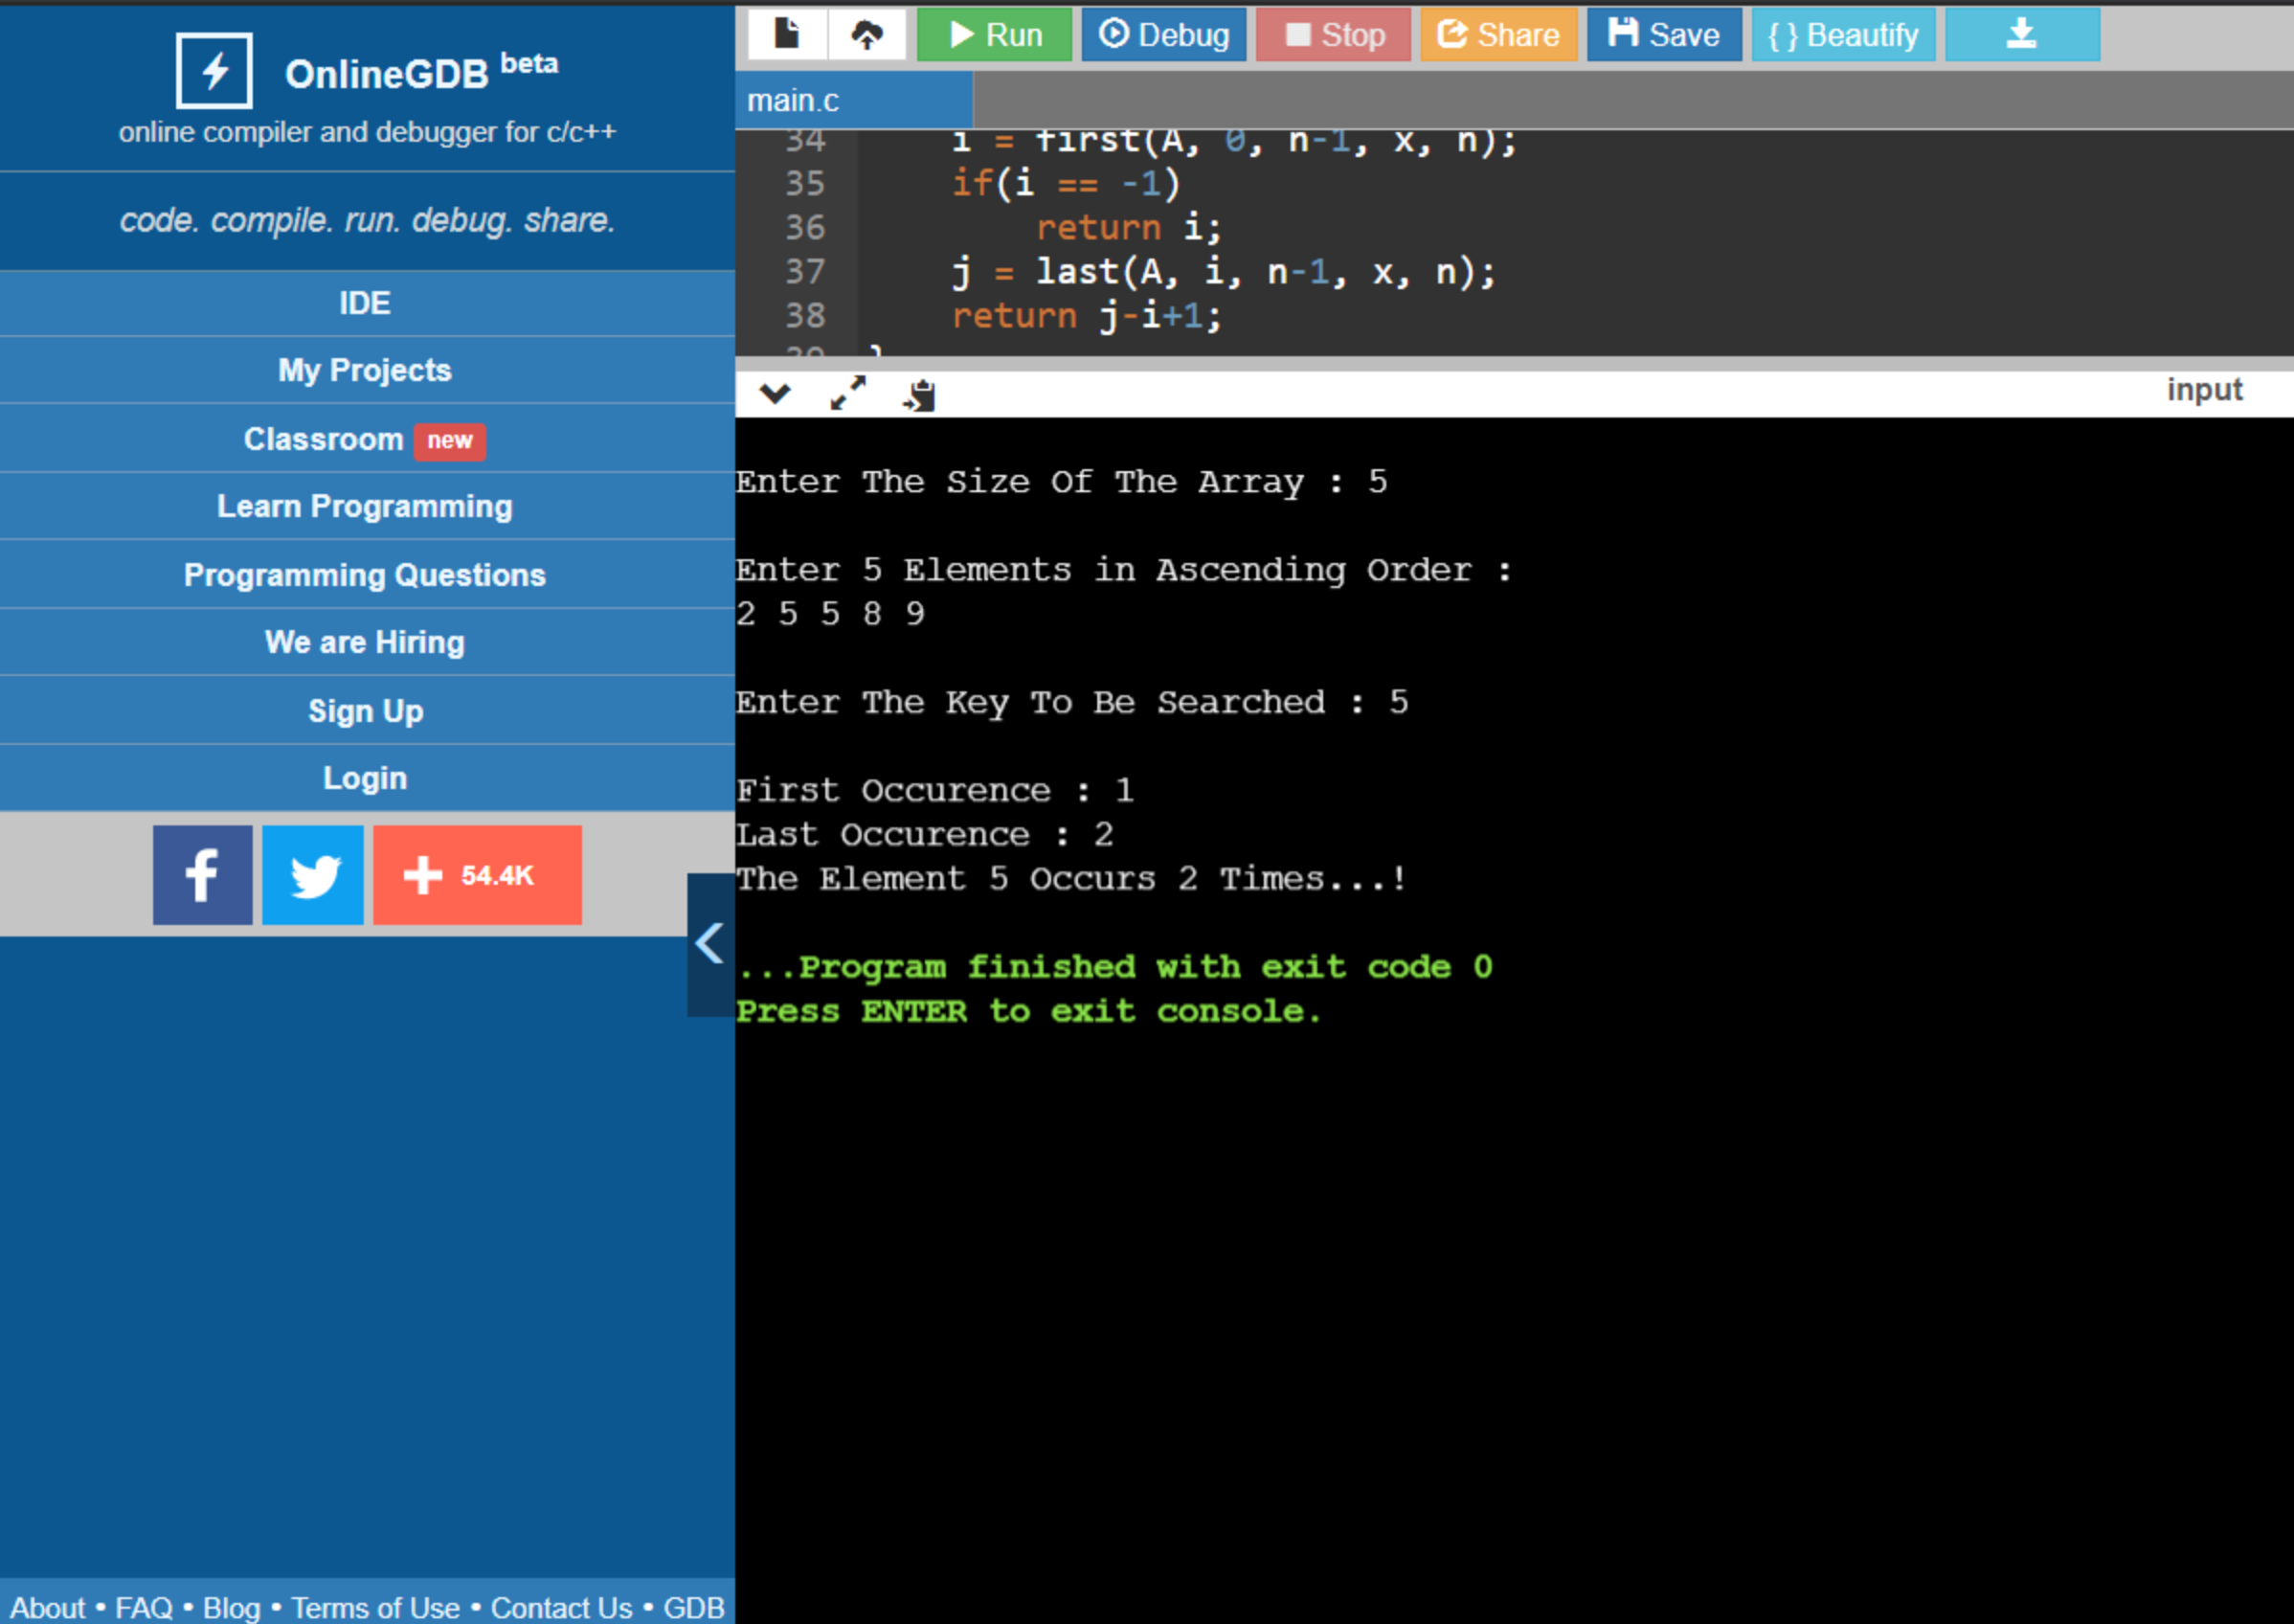 OnlineGDB beta
online compiler and debugger for c/c++
code. compile. run. debug. share.
IDE
My Projects
Classroom new
Learn Programming
Programming Questions
We are Hiring
Sign Up
Login
54.4K
About • FAQ • Blog • Terms of Use • Contact Us • GDB
Run Debug Stop Share Save { } Beautify
main.c
34 i = first(A, 0, n-1, x, n);
35 if(i == -1)
36 return i;
37 j = last(A, i, n-1, x, n);
38 return j-i+1;
39 }
input
Enter The Size Of The Array : 5
Enter 5 Elements in Ascending Order :
2 5 5 8 9
Enter The Key To Be Searched : 5
First Occurence : 1
Last Occurence : 2
The Element 5 Occurs 2 Times...!
...Program finished with exit code 0
Press ENTER to exit console.